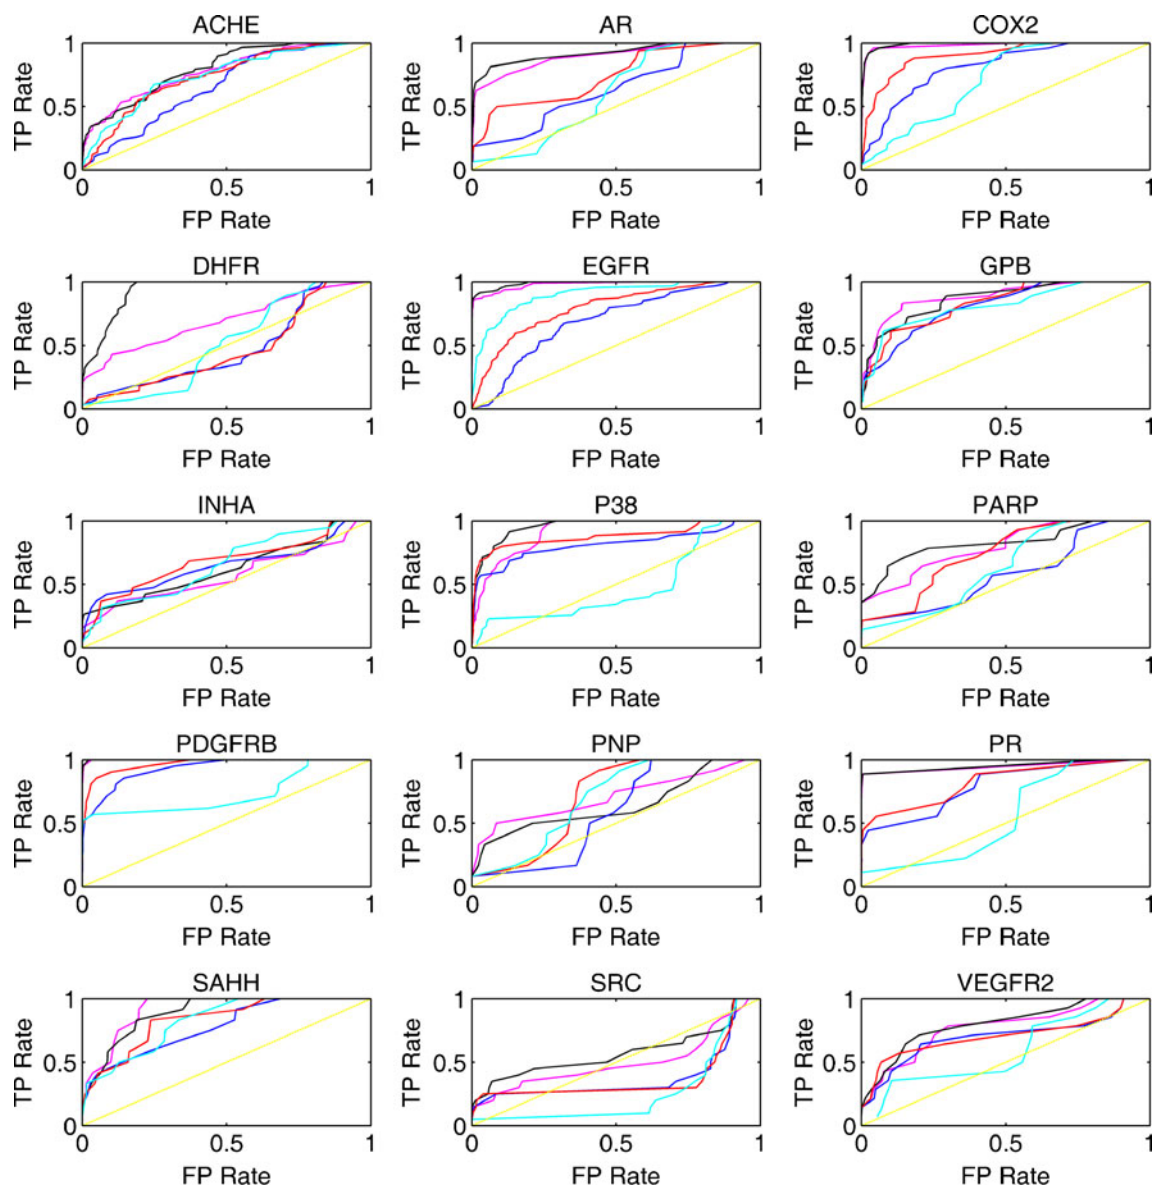 ACHE AR COX2
1 1 1
TP Rate 0.5 TP Rate 0.5 TP Rate 0.5
0 0 0
0 0.5 1 0 0.5 1 0 0.5 1
FP Rate FP Rate FP Rate
DHFR EGFR GPB
1 1 1
TP Rate 0.5 TP Rate 0.5 TP Rate 0.5
0 0 0
0 0.5 1 0 0.5 1 0 0.5 1
FP Rate FP Rate FP Rate
INHA P38 PARP
1 1 1
TP Rate 0.5 TP Rate 0.5 TP Rate 0.5
0 0 0
0 0.5 1 0 0.5 1 0 0.5 1
FP Rate FP Rate FP Rate
PDGFRB PNP PR
1 1 1
TP Rate 0.5 TP Rate 0.5 TP Rate 0.5
0 0 0
0 0.5 1 0 0.5 1 0 0.5 1
FP Rate FP Rate FP Rate
SAHH SRC VEGFR2
1 1 1
TP Rate 0.5 TP Rate 0.5 TP Rate 0.5
0 0 0
0 0.5 1 0 0.5 1 0 0.5 1
FP Rate FP Rate FP Rate